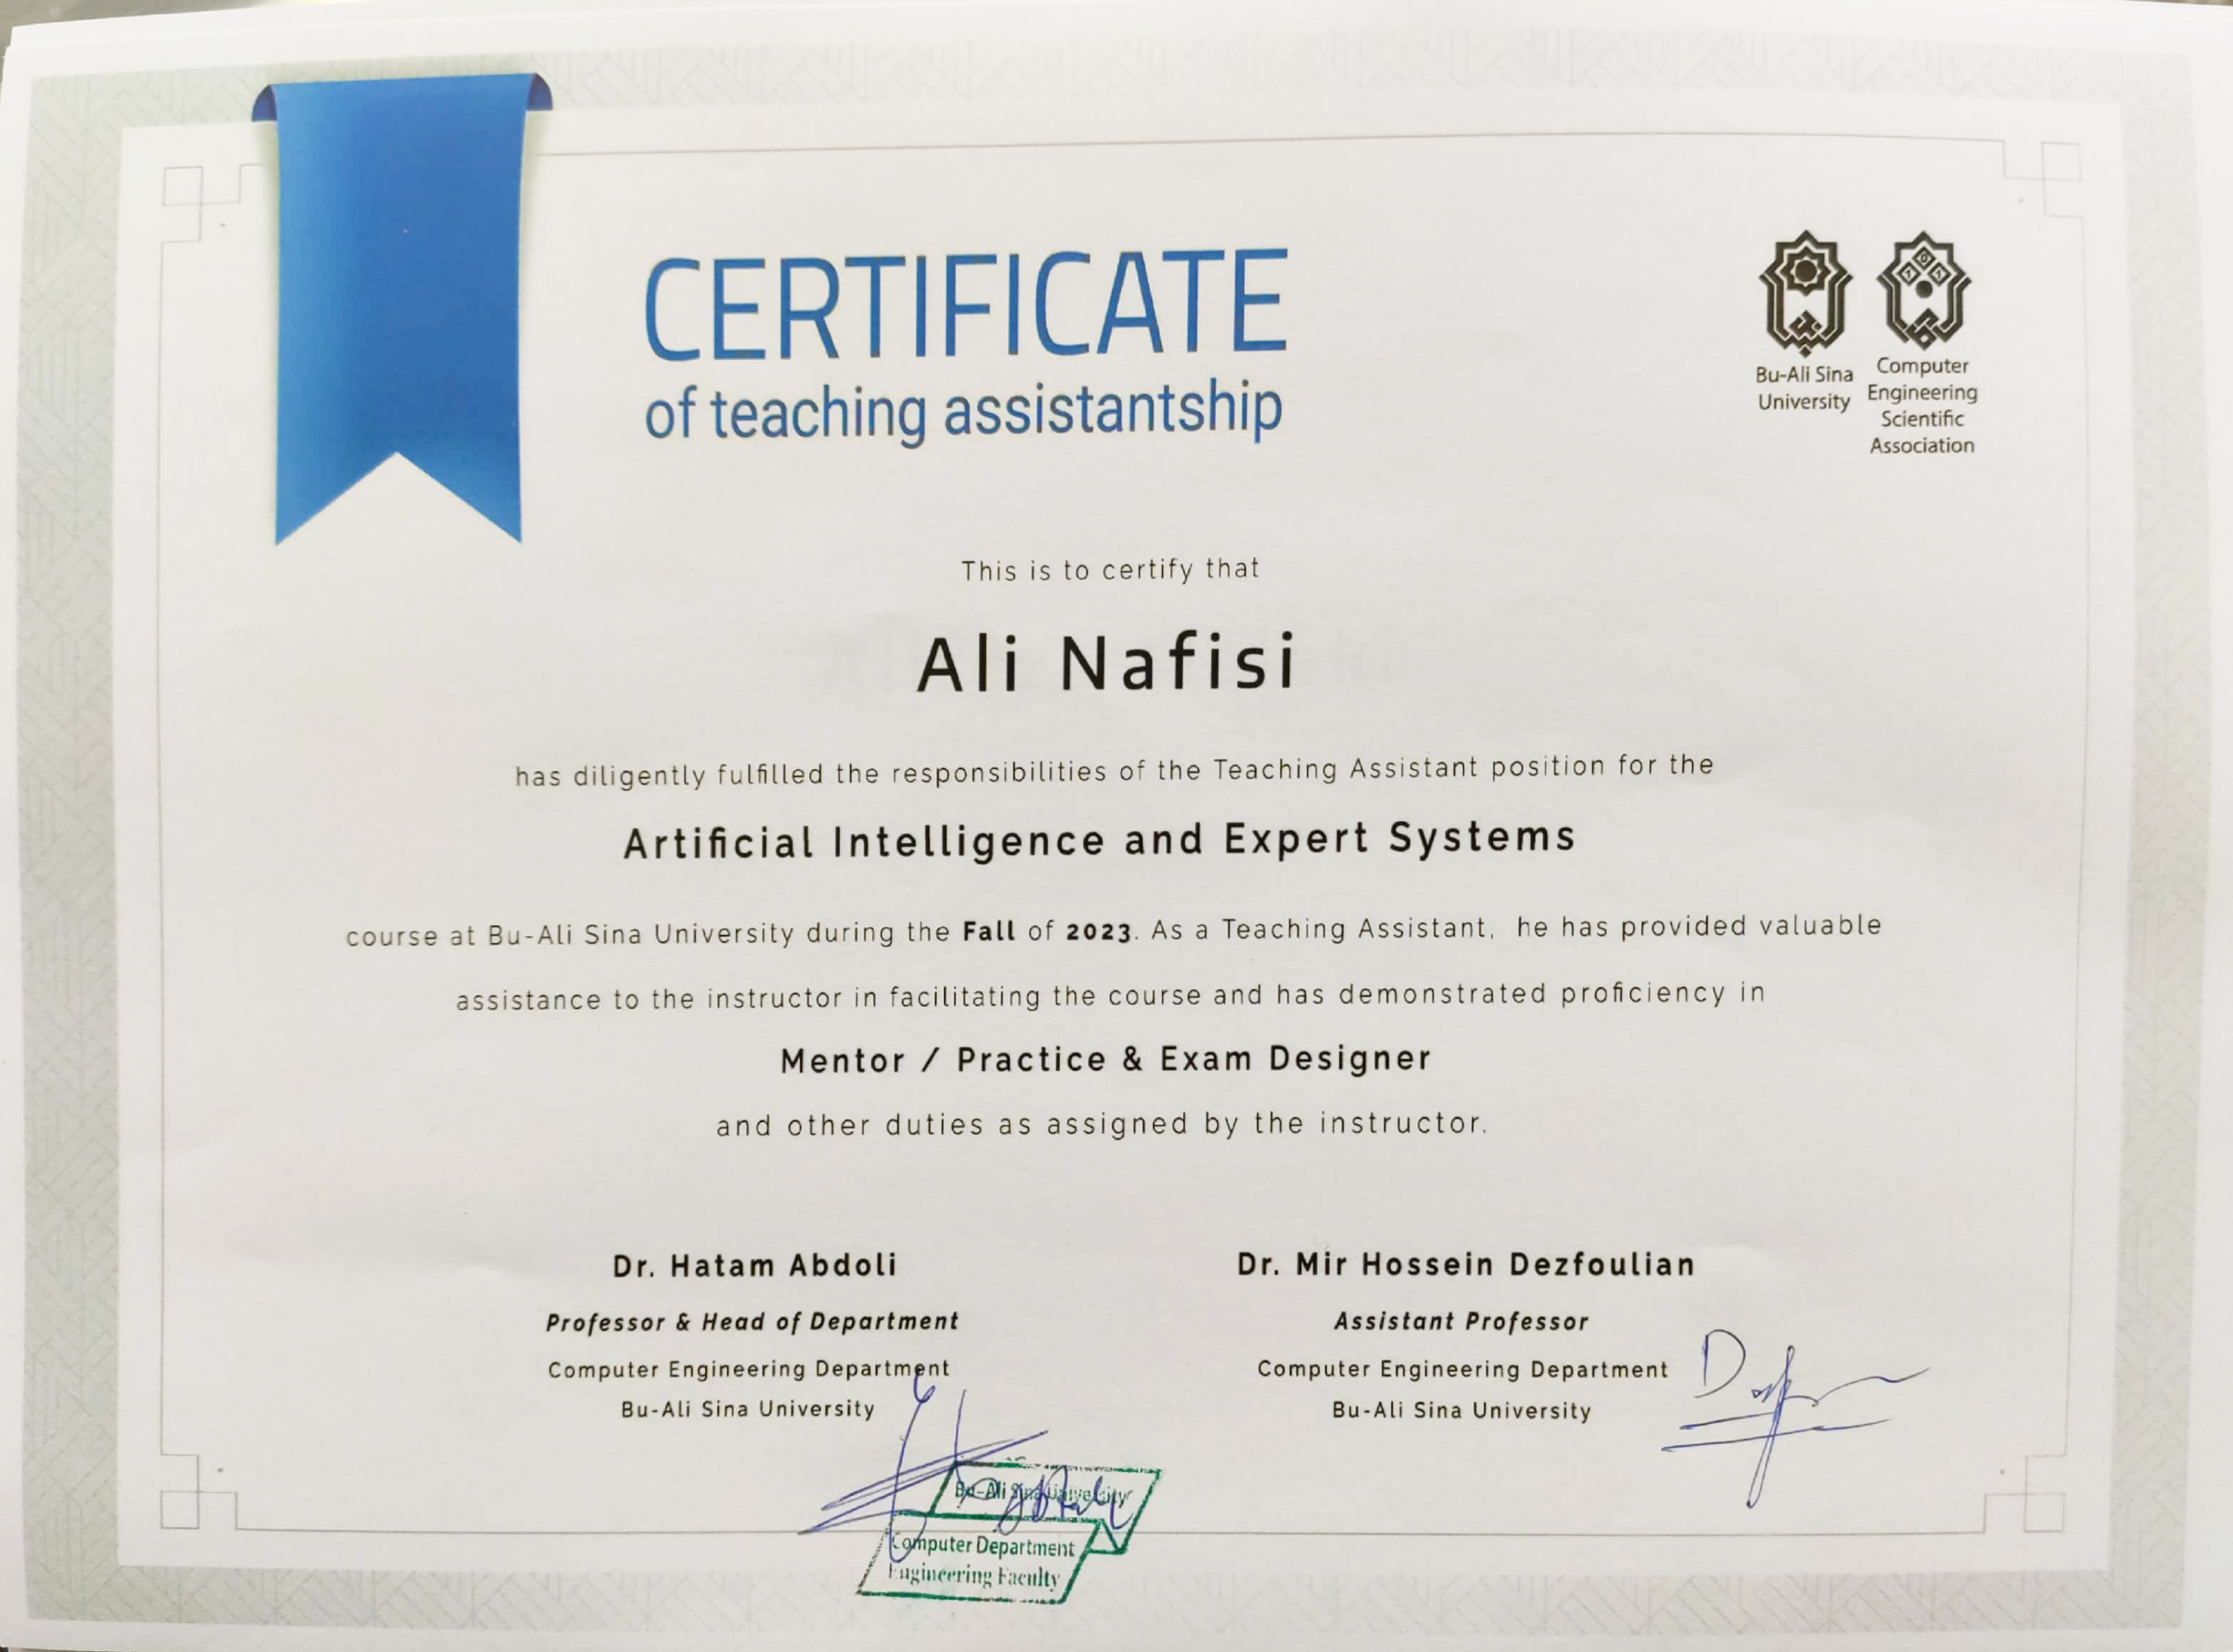 CERTIFICATE
of teaching assistantship
Bu-Ali Sina
University
Computer
Engineering
Scientific
Association
This is to certify that
Ali Nafisi
has diligently fulfilled the responsibilities of the Teaching Assistant position for the
Artificial Intelligence and Expert Systems
course at Bu-Ali Sina University during the Fall of 2023. As a Teaching Assistant, he has provided valuable
assistance to the instructor in facilitating the course and has demonstrated proficiency in
Mentor / Practice & Exam Designer
and other duties as assigned by the instructor.
Dr. Hatam Abdoli
Professor & Head of Department
Computer Engineering Department
Bu-Ali Sina University
Dr. Mir Hossein Dezfoulian
Assistant Professor
Computer Engineering Department
Bu-Ali Sina University
Bu-Ali Sina University
Computer Department
Engineering Faculty